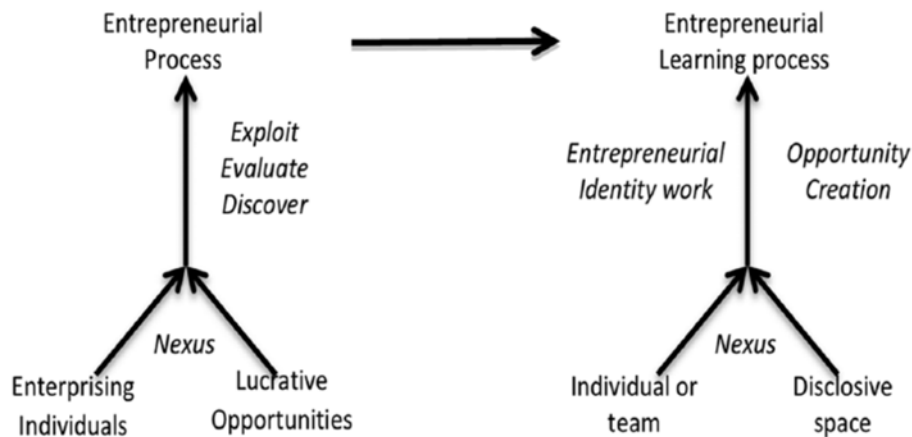 Entrepreneurial
Process
Entrepreneurial
Learning process
Exploit
Evaluate
Discover
Entrepreneurial
Identity work
Opportunity
Creation
Nexus
Nexus
Enterprising
Individuals
Lucrative
Opportunities
Individual or
team
Disclosive
space